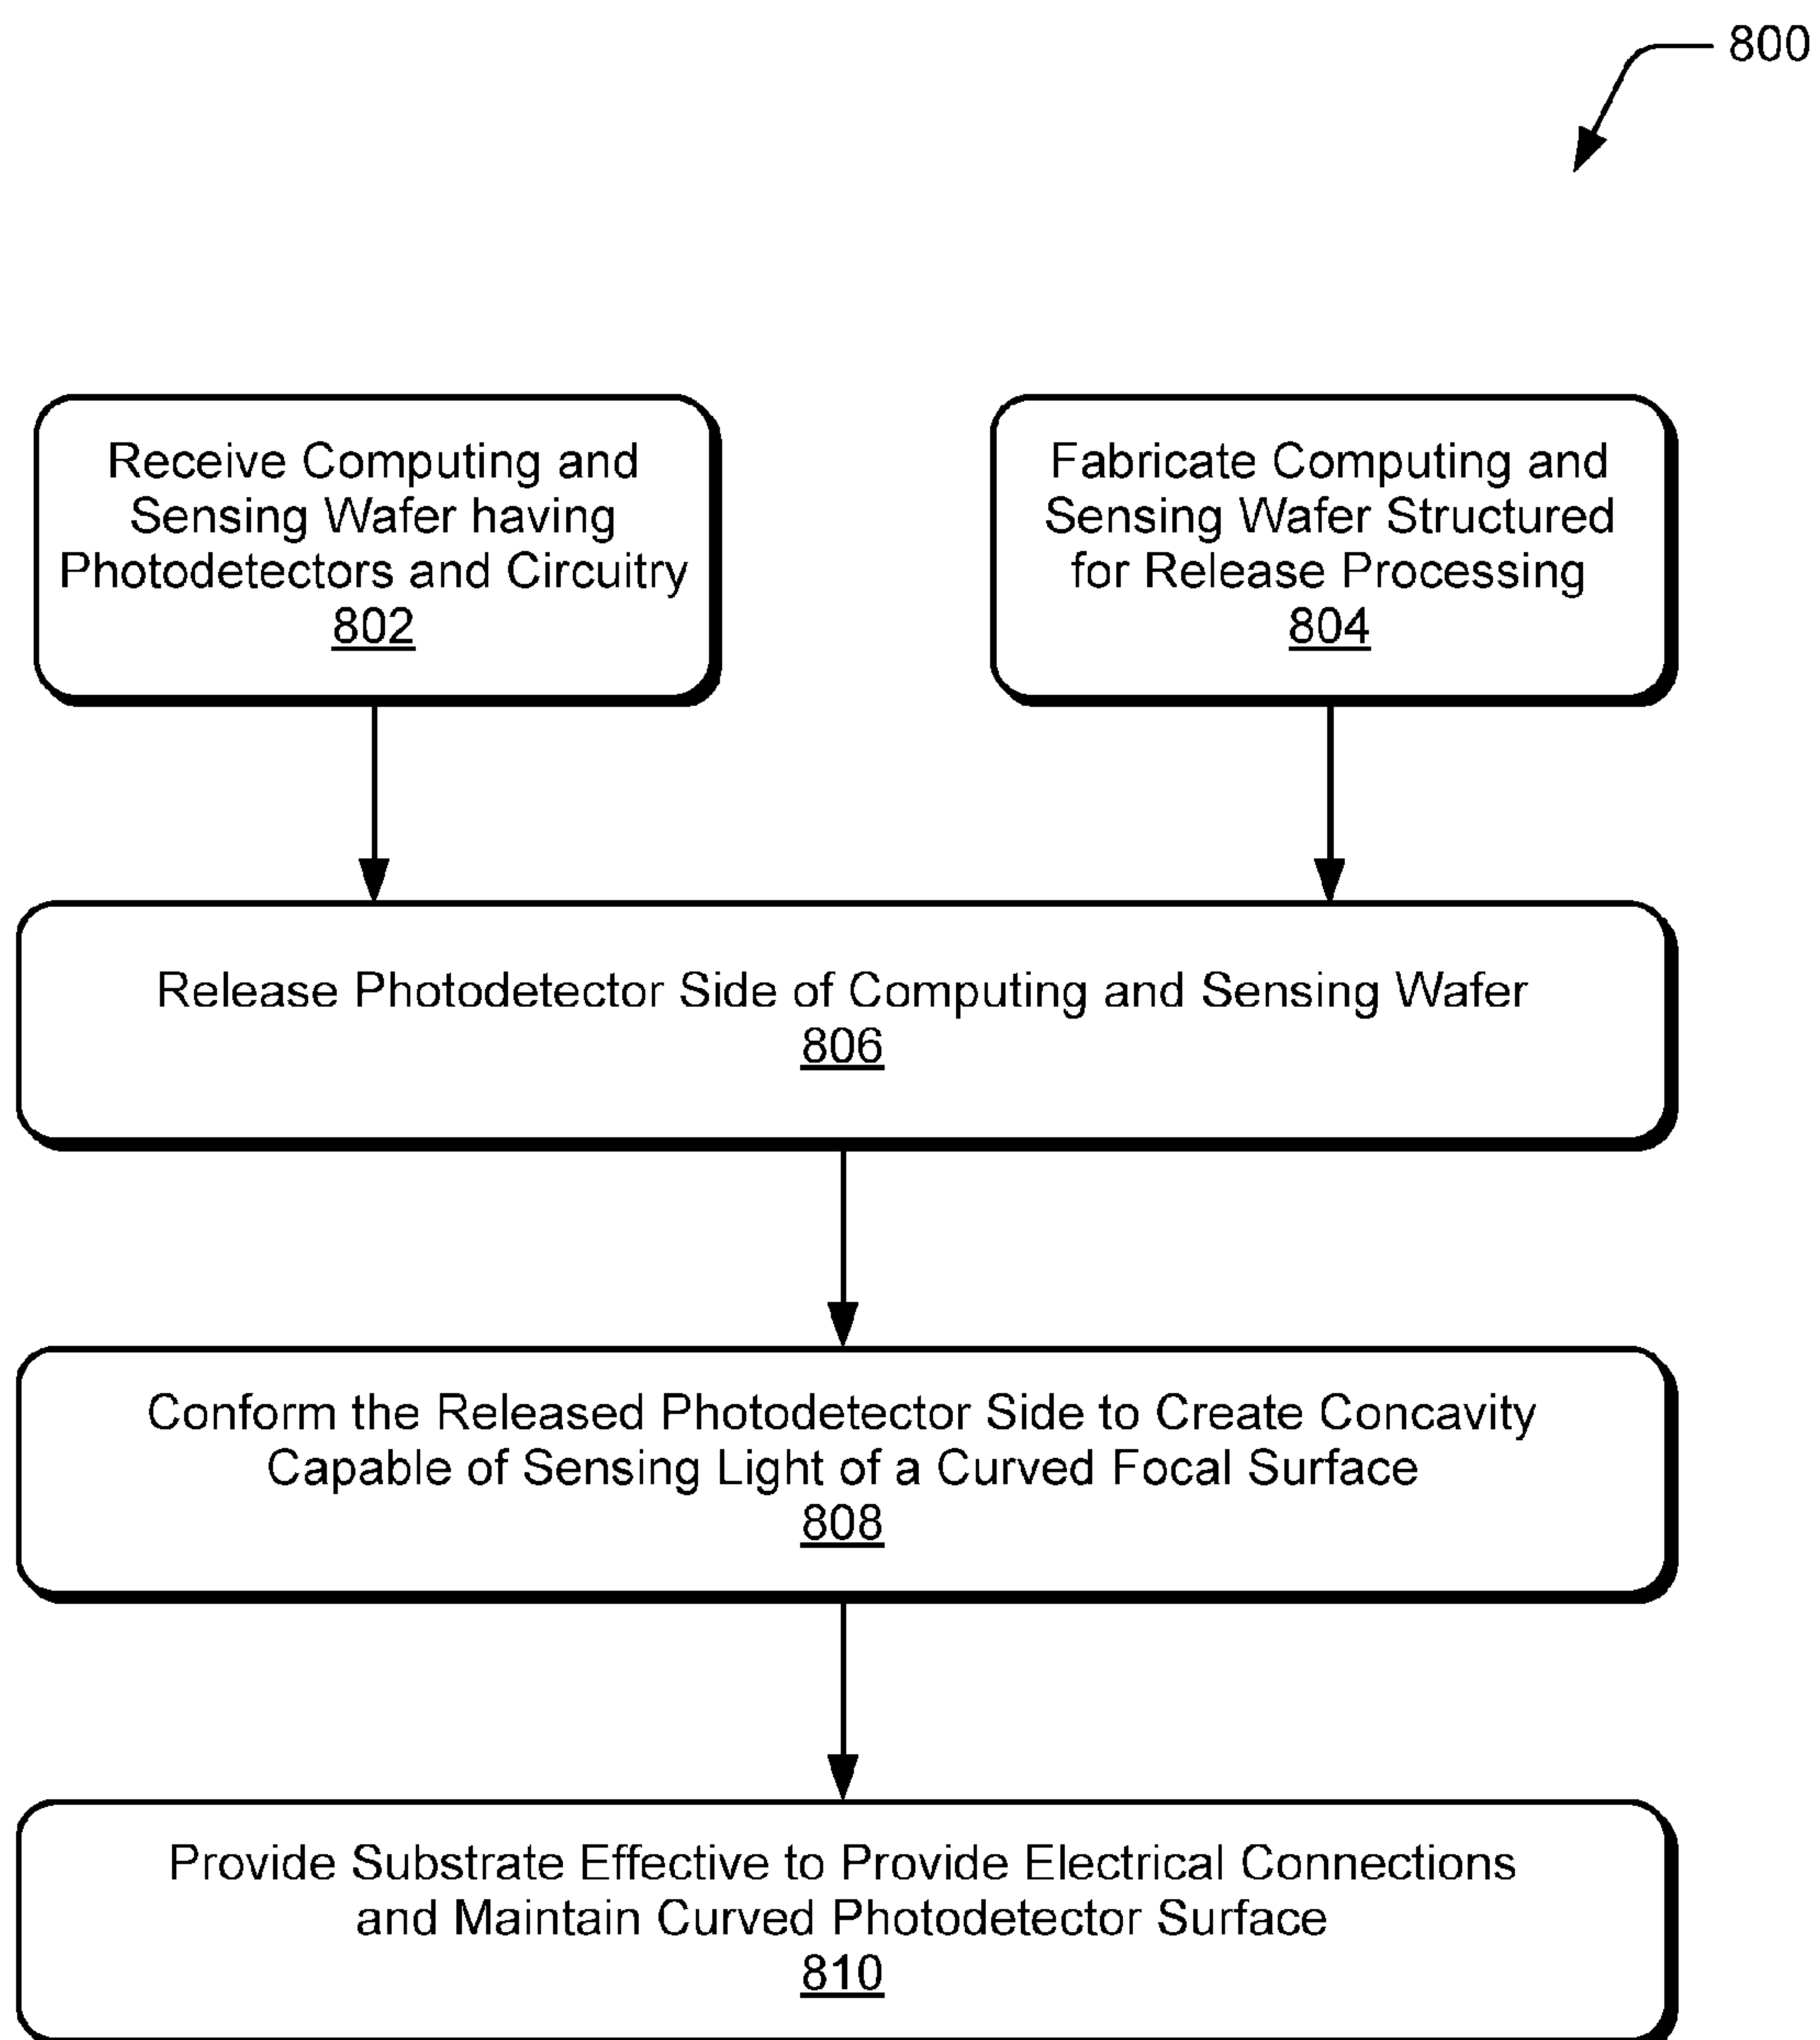 800
Receive Computing and
Sensing Wafer having
Photodetectors and Circuitry
802
Fabricate Computing and
Sensing Wafer Structured
for Release Processing
804
Release Photodetector Side of Computing and Sensing Wafer
806
Conform the Released Photodetector Side to Create Concavity
Capable of Sensing Light of a Curved Focal Surface
808
Provide Substrate Effective to Provide Electrical Connections
and Maintain Curved Photodetector Surface
810